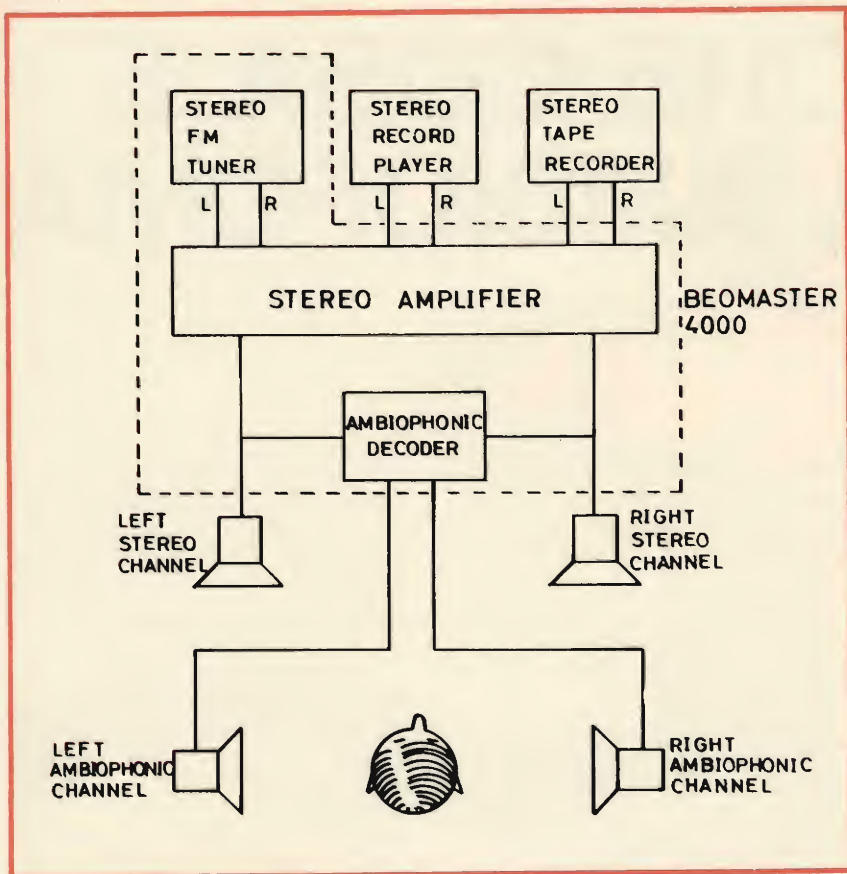 STEREO
FM
TUNER
STEREO
RECORD
PLAYER
STEREO
TAPE
RECORDER
L
R
L
R
L
R
STEREO AMPLIFIER
BEOMASTER
4000
AMBIOPHONIC
DECODER
LEFT
STEREO
CHANNEL
RIGHT
STEREO
CHANNEL
LEFT
AMBIOPHONIC
CHANNEL
RIGHT
AMBIOPHONIC
CHANNEL